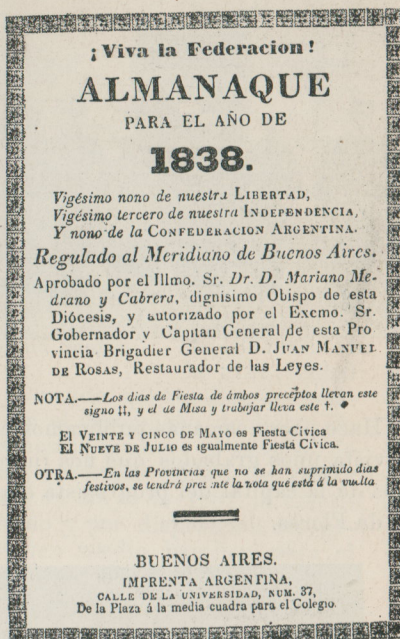 ¡Viva la Federacion!
ALMANAQUE
PARA EL AÑO DE
1838.
Vigésimo nono de nuestra LIBERTAD,
Vigésimo tercero de nuestra INDEPENDENCIA,
Y nono de la CONFEDERACION ARGENTINA.
Regulado al Meridiano de Buenos Aires.
Aprobado por el Illmo. Sr. Dr. D. Mariano Me-
drano y Cabrera, dignisimo Obispo de esta
Diócesis, y autorizado por el Excmo. Sr.
Gobernador y Capitan General de esta Pro
vincia Brigadier General D. JUAN MANUEL
DE ROSAS, Restaurador de las Leyes.
NOTA.—Los dias de Fiesta de ámbos preceptos llevan este
signo ‡‡, y el de Misa y trabajar lleva este †.
El VEINTE Y CINCO DE MAYO es Fiesta Civica
El NUEVE DE JULIO es igualmente Fiesta Civica.
OTRA.—En las Provincias que no se han suprimido dias
festivos, se tendrá pre nte la nota que está á la vuelta
BUENOS AIRES.
IMPRENTA ARGENTINA,
CALLE DE LA UNIVERSIDAD, NUM. 37,
De la Plaza á la media cuadra para el Colegio.